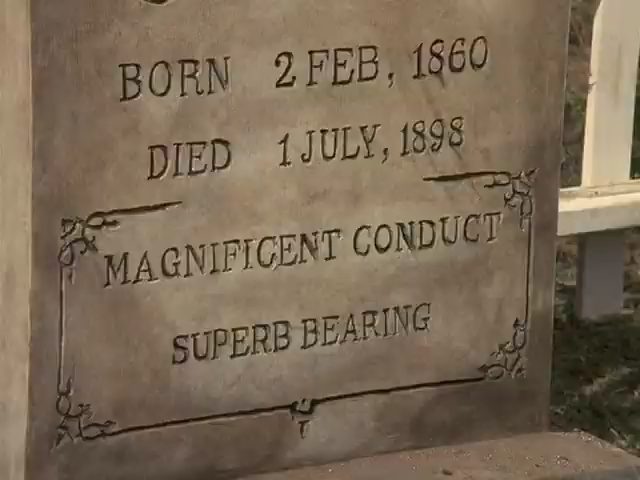 BORN 2 FEB, 1860
DIED 1 JULY, 1898
MAGNIFICENT CONDUCT
SUPERB BEARING